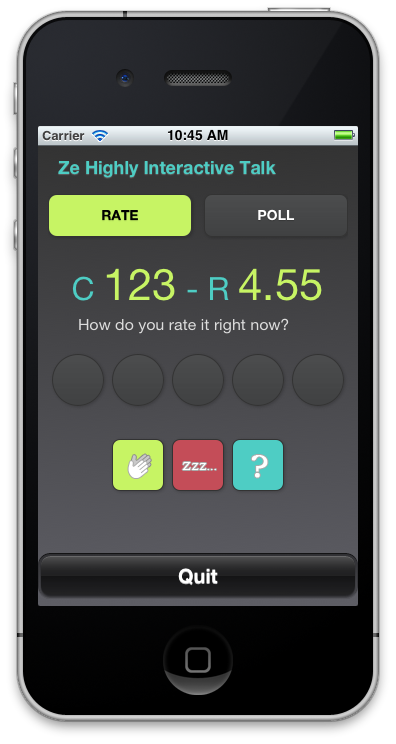 Carrier 10:45 AM
Ze Highly Interactive Talk
RATE POLL
C 123 - R 4.55
How do you rate it right now?
Zzz... ?
Quit